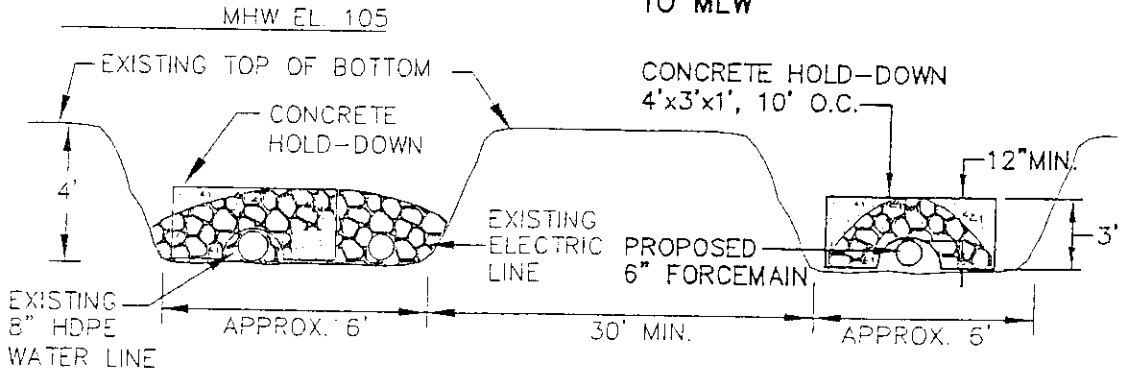 TO MLW
MHW EL. 105
EXISTING TOP OF BOTTOM
CONCRETE HOLD-DOWN
4'x3'x1', 10' O.C.
CONCRETE
HOLD-DOWN
12" MIN.
4'
3'
EXISTING
ELECTRIC
LINE
PROPOSED
6" FORCEMAIN
EXISTING
8" HDPE
WATER LINE
APPROX. 6'
30' MIN.
APPROX. 5'